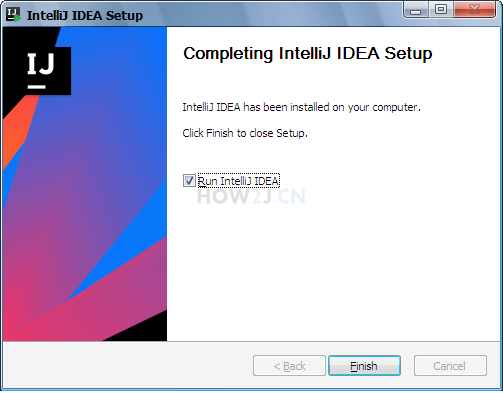 IntelliJ IDEA Setup
IJ
Completing IntelliJ IDEA Setup
IntelliJ IDEA has been installed on your computer.
Click Finish to close Setup.
Run IntelliJ IDEA
HOW2J.CN
< Back
Finish
Cancel